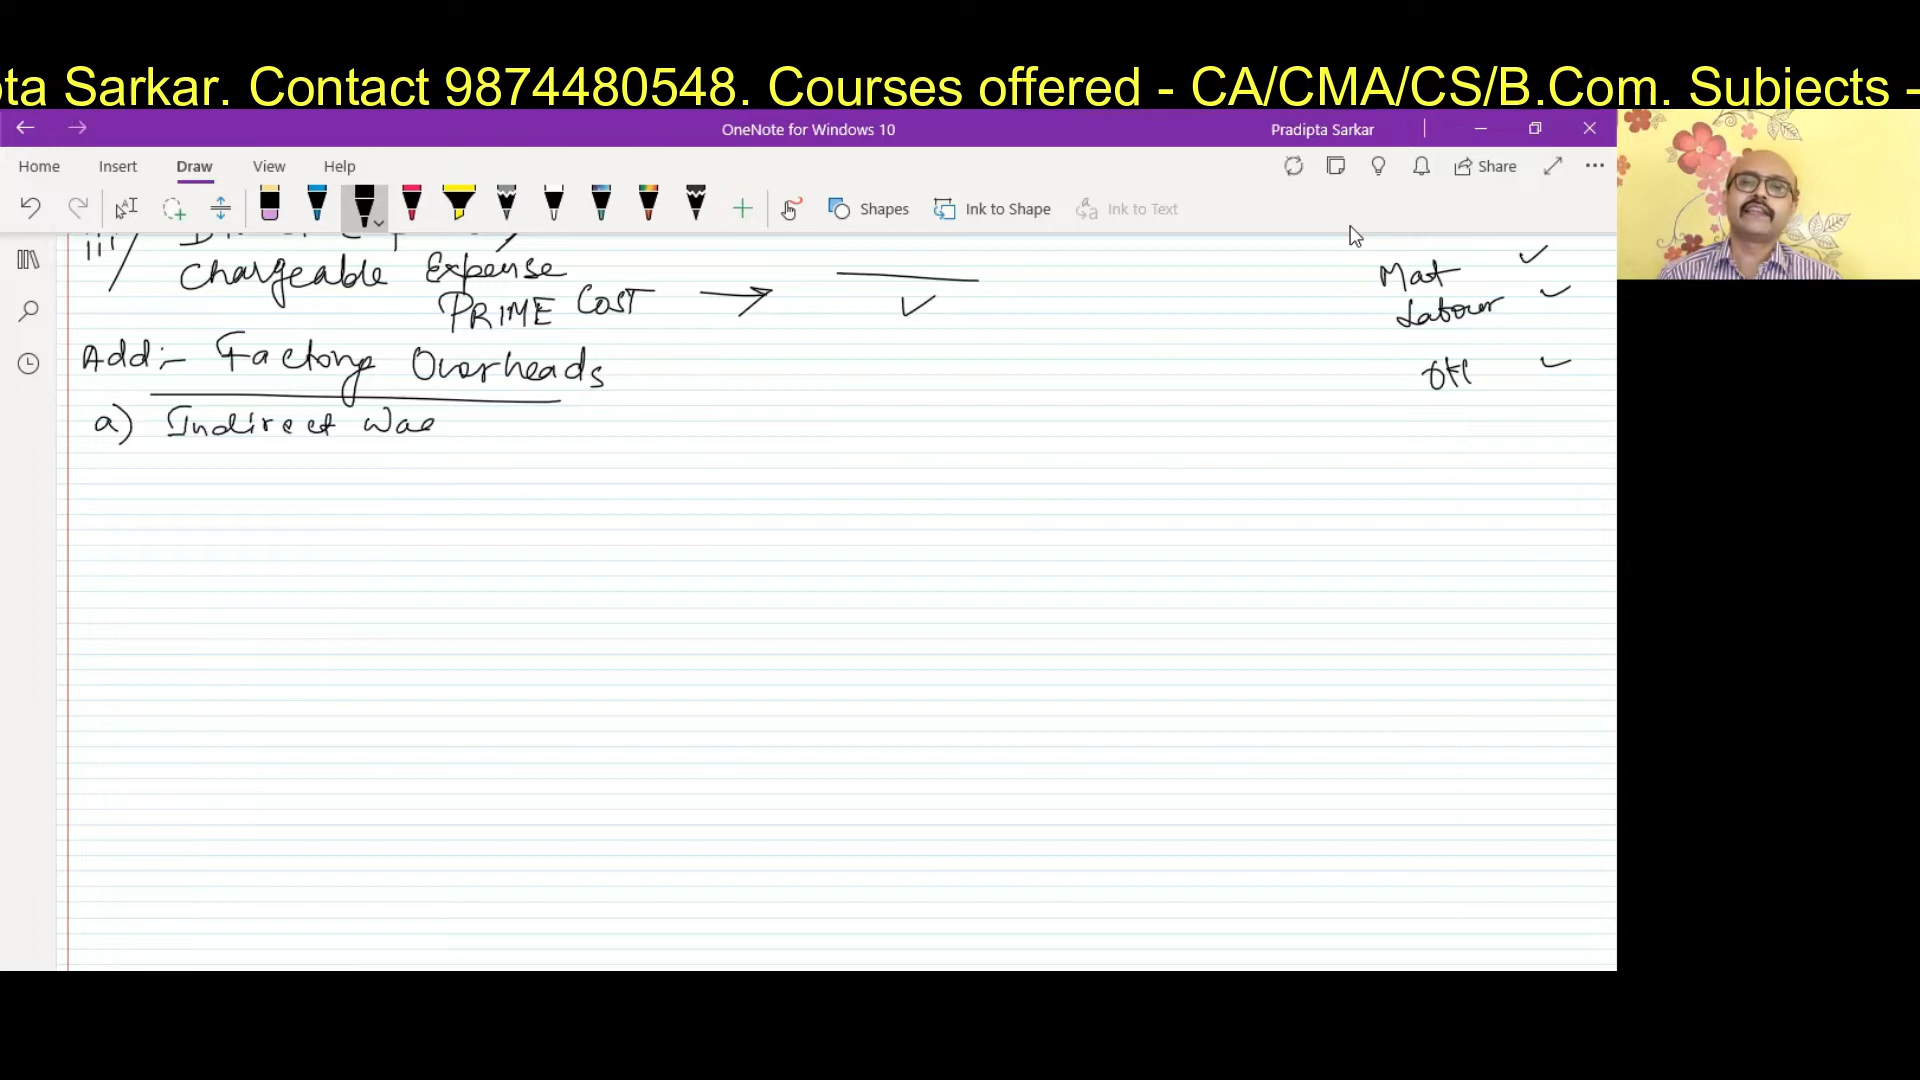 ta Sarkar. Contact 9874480548. Courses offered - CA/CMA/CS/B.Com. Subjects -
OneNote for Windows 10
Pradipta Sarkar
Home Insert Draw View Help
Share
Shapes Ink to Shape Ink to Text
iii/
Chargeable Expense
PRIME COST
Mat
Labour
Add:- Factory Overheads
a) Indirect Wae